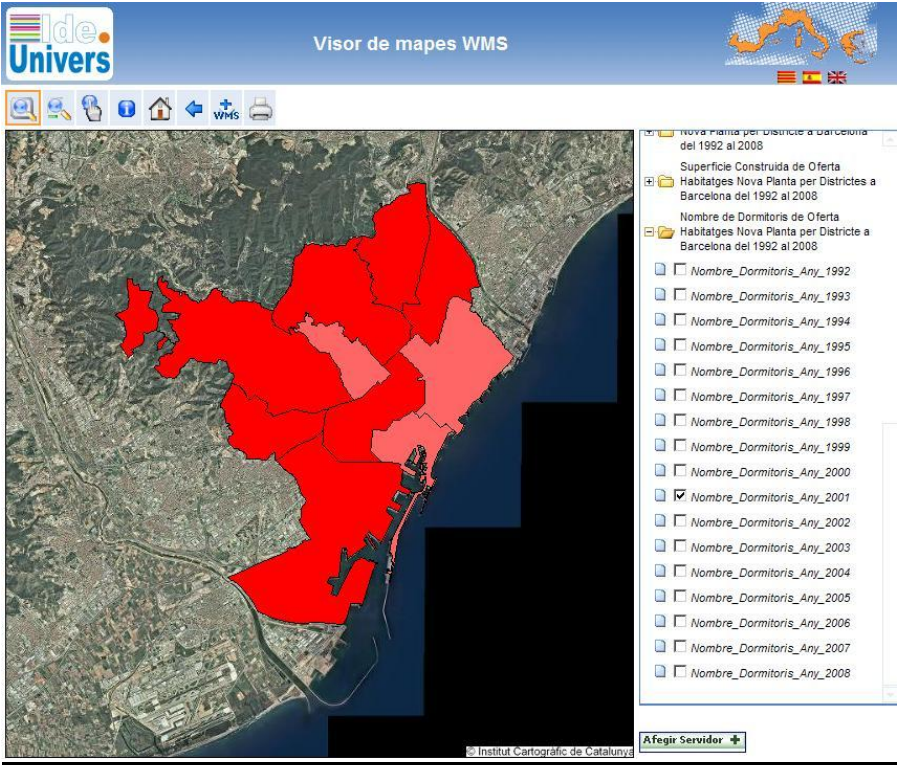 Ide
Univers
Visor de mapes WMS
WMS
Nova Planta per Districte a Barcelona
del 1992 al 2008
Superfície Construida de Oferta
Habitatges Nova Planta per Districtes a
Barcelona del 1992 al 2008
Nombre de Dormitoris de Oferta
Habitatges Nova Planta per Districte a
Barcelona del 1992 al 2008
Nombre_Dormitoris_Any_1992
Nombre_Dormitoris_Any_1993
Nombre_Dormitoris_Any_1994
Nombre_Dormitoris_Any_1995
Nombre_Dormitoris_Any_1996
Nombre_Dormitoris_Any_1997
Nombre_Dormitoris_Any_1998
Nombre_Dormitoris_Any_1999
Nombre_Dormitoris_Any_2000
Nombre_Dormitoris_Any_2001
Nombre_Dormitoris_Any_2002
Nombre_Dormitoris_Any_2003
Nombre_Dormitoris_Any_2004
Nombre_Dormitoris_Any_2005
Nombre_Dormitoris_Any_2006
Nombre_Dormitoris_Any_2007
Nombre_Dormitoris_Any_2008
© Institut Cartogràfic de Catalunya
Afegir Servidor